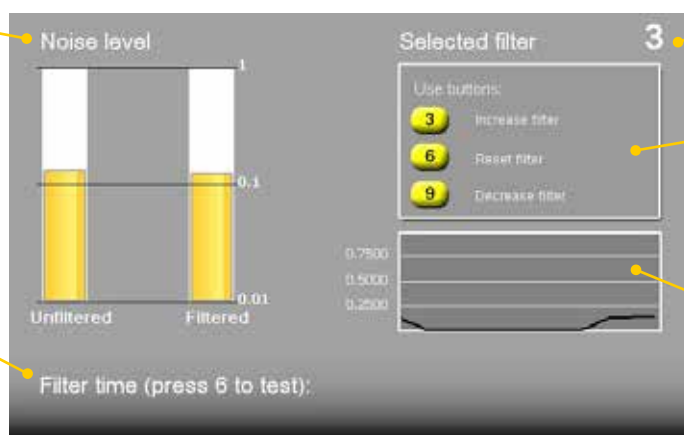 Noise level
1
0.1
0.01
Unfiltered Filtered
Selected filter 3
Use buttons:
3 Increase filter
6 Reset filter
9 Decrease filter
0.7500
0.5000
0.2500
Filter time (press 6 to test):